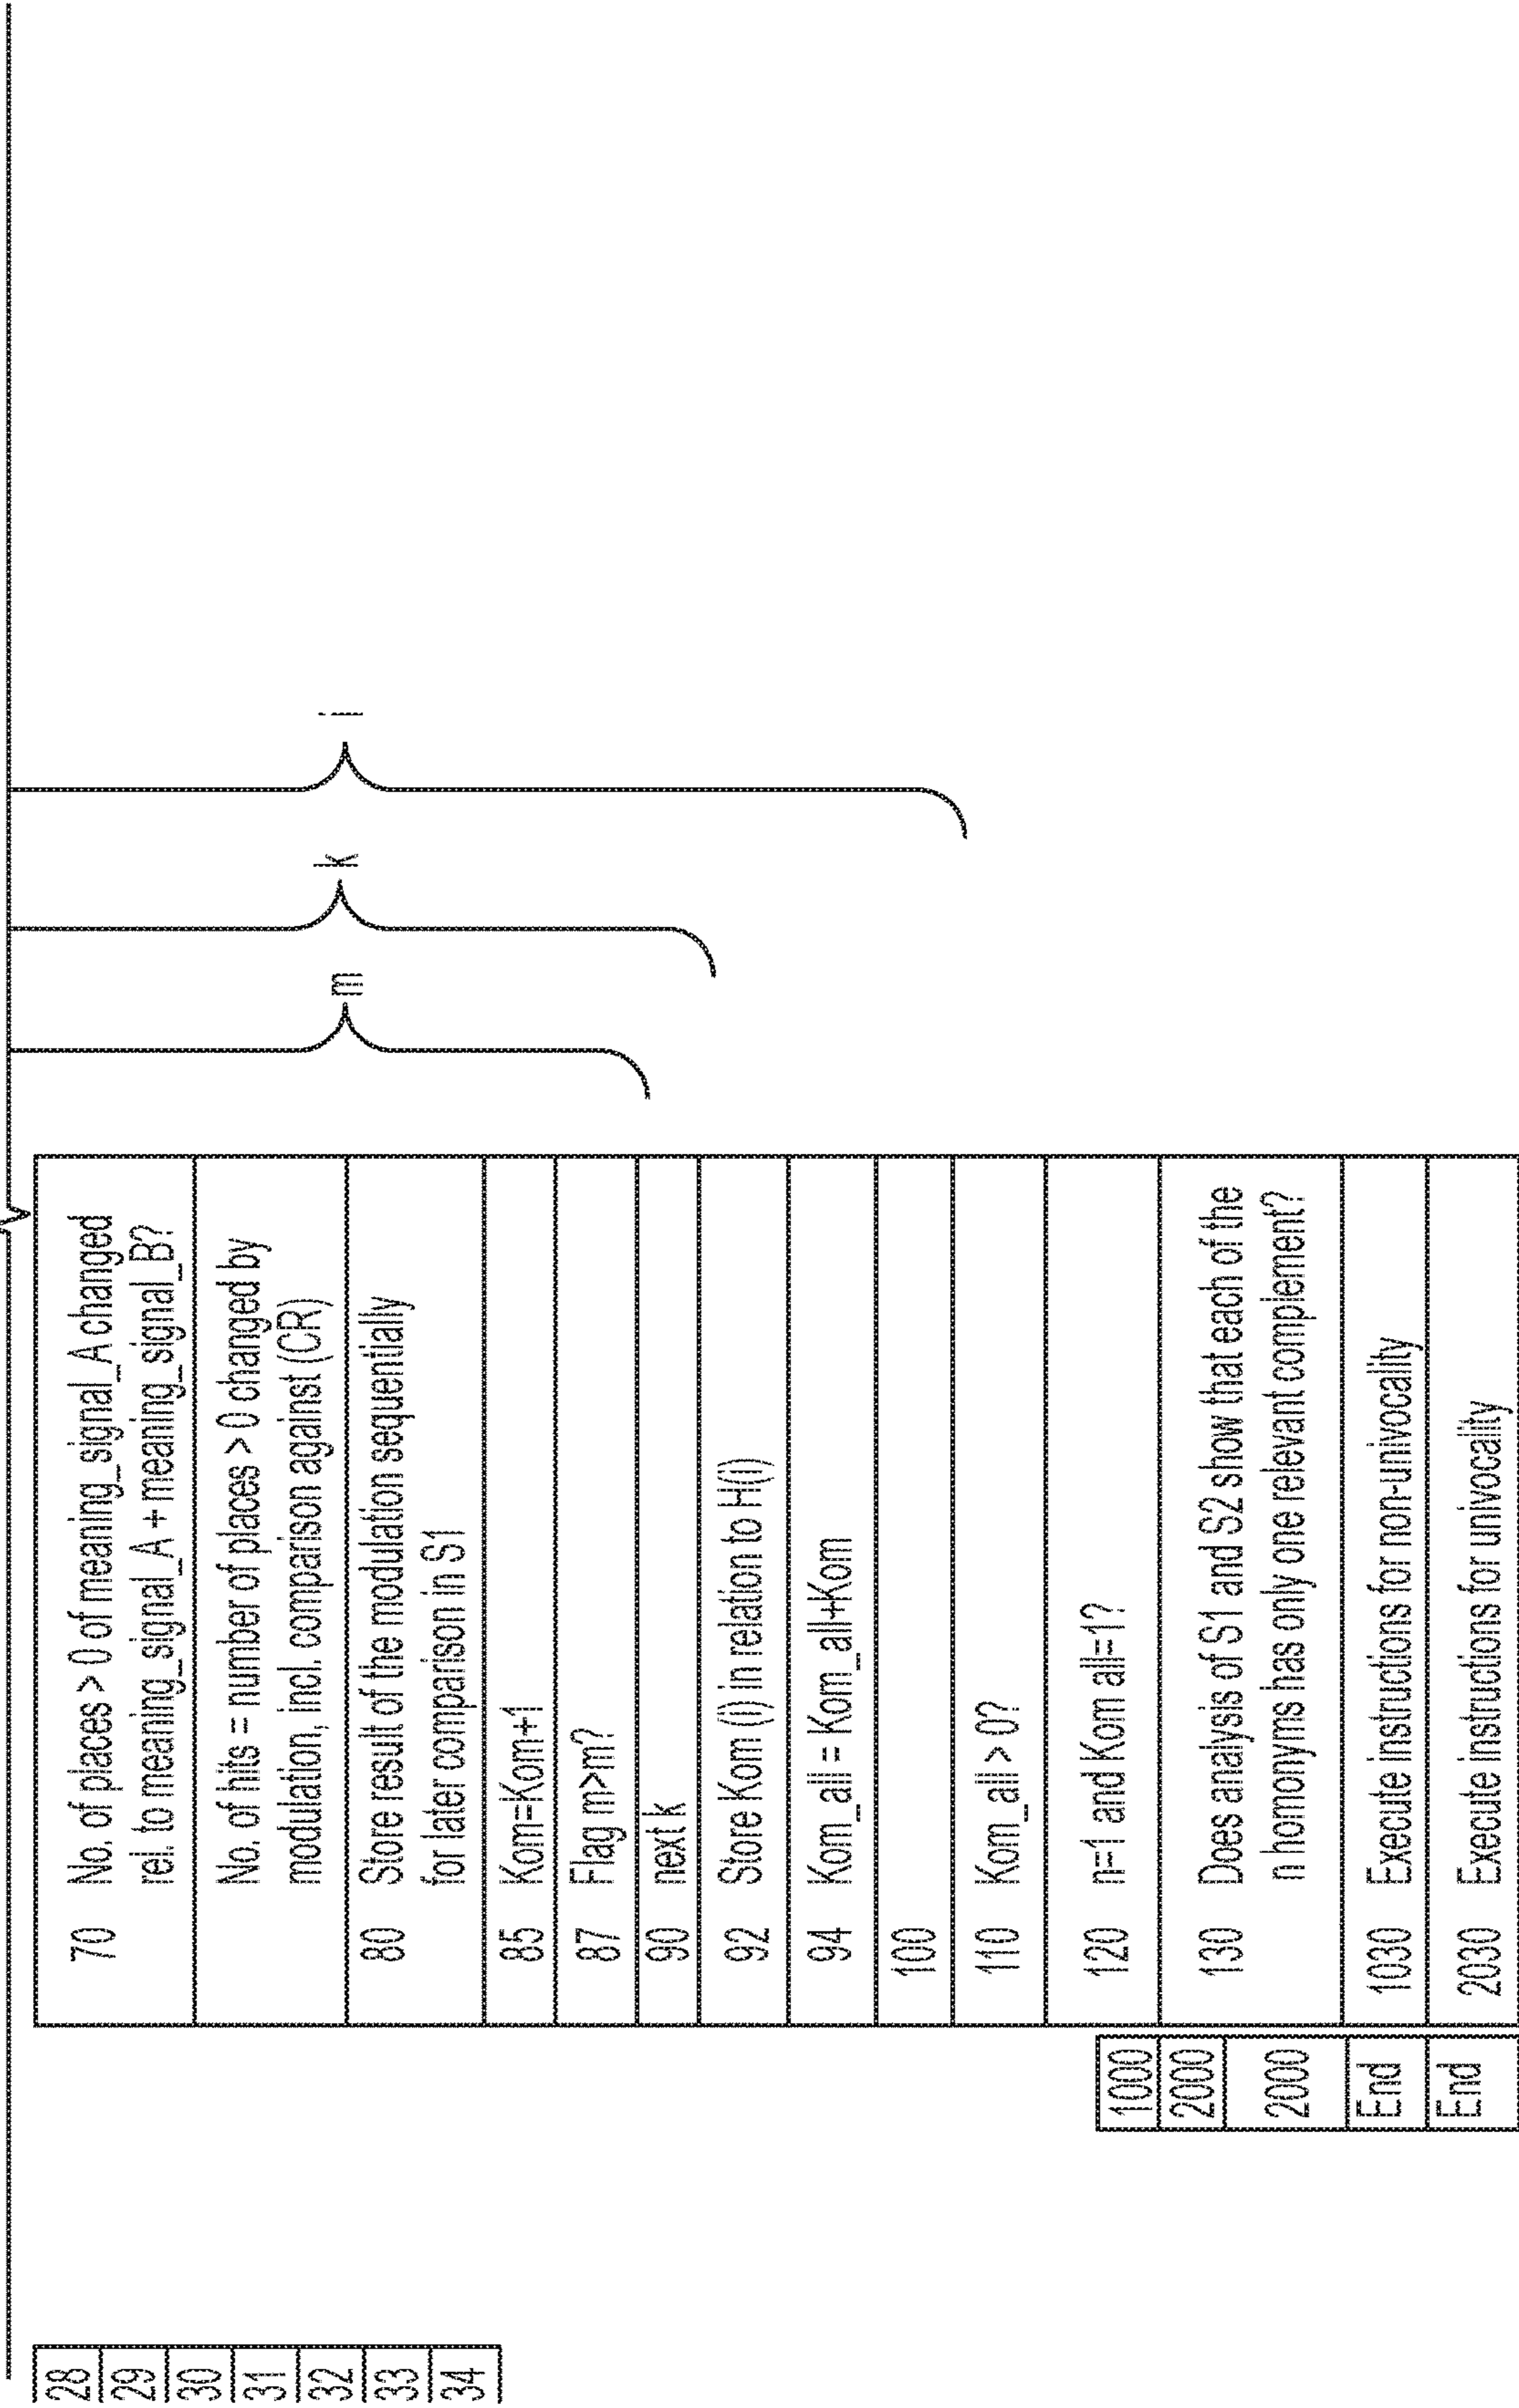 28
29
30
31
32
33
34
1000
2000
2000
End
End
70 No. of places > 0 of meaning_signal_A changed
rel. to meaning_signal_A + meaning_signal_B?
No. of hits = number of places > 0 changed by
modulation, incl. comparison against (CR)
80 Store result of the modulation sequentially
for later comparison in S1
85 Kom=Kom+1
87 Flag m>m?
90 next k
92 Store Kom (i) in relation to H(i)
94 Kom_all = Kom_all+Kom
100
110 Kom_all > 0?
120 n=1 and Kom all=1?
130 Does analysis of S1 and S2 show that each of the
n homonyms has only one relevant complement?
1030 Execute instructions for non-univocality
2030 Execute instructions for univocality
m
k
i